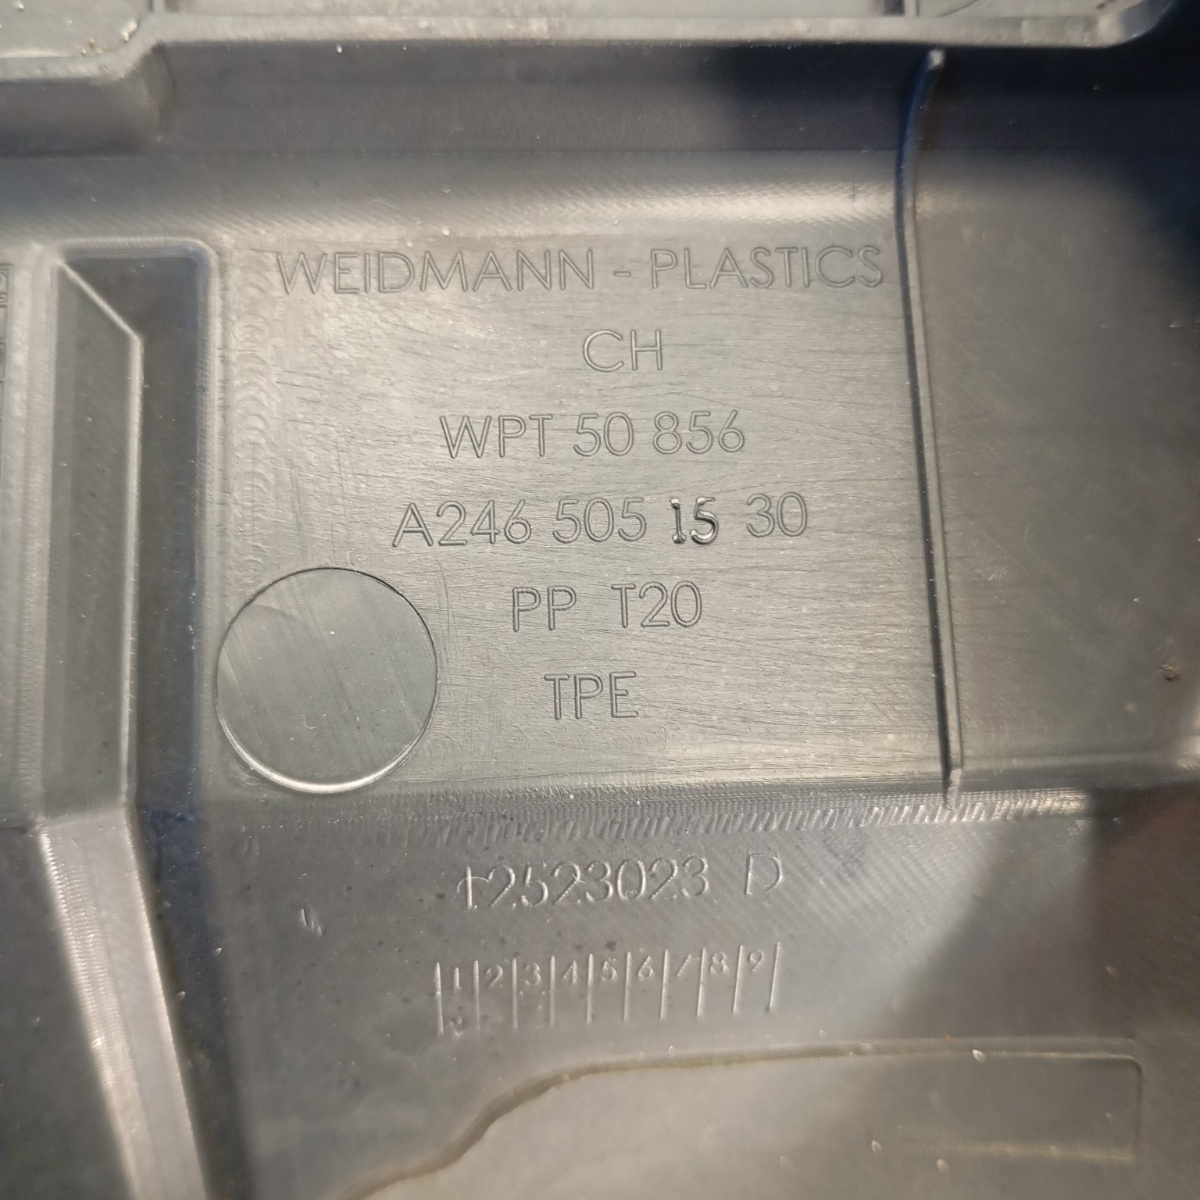 WEIDMANN - PLASTICS
CH
WPT 50 856
A246 505 15 30
PP T20
TPE
12523023 D
1 2 3 4 5 6 7 8 9